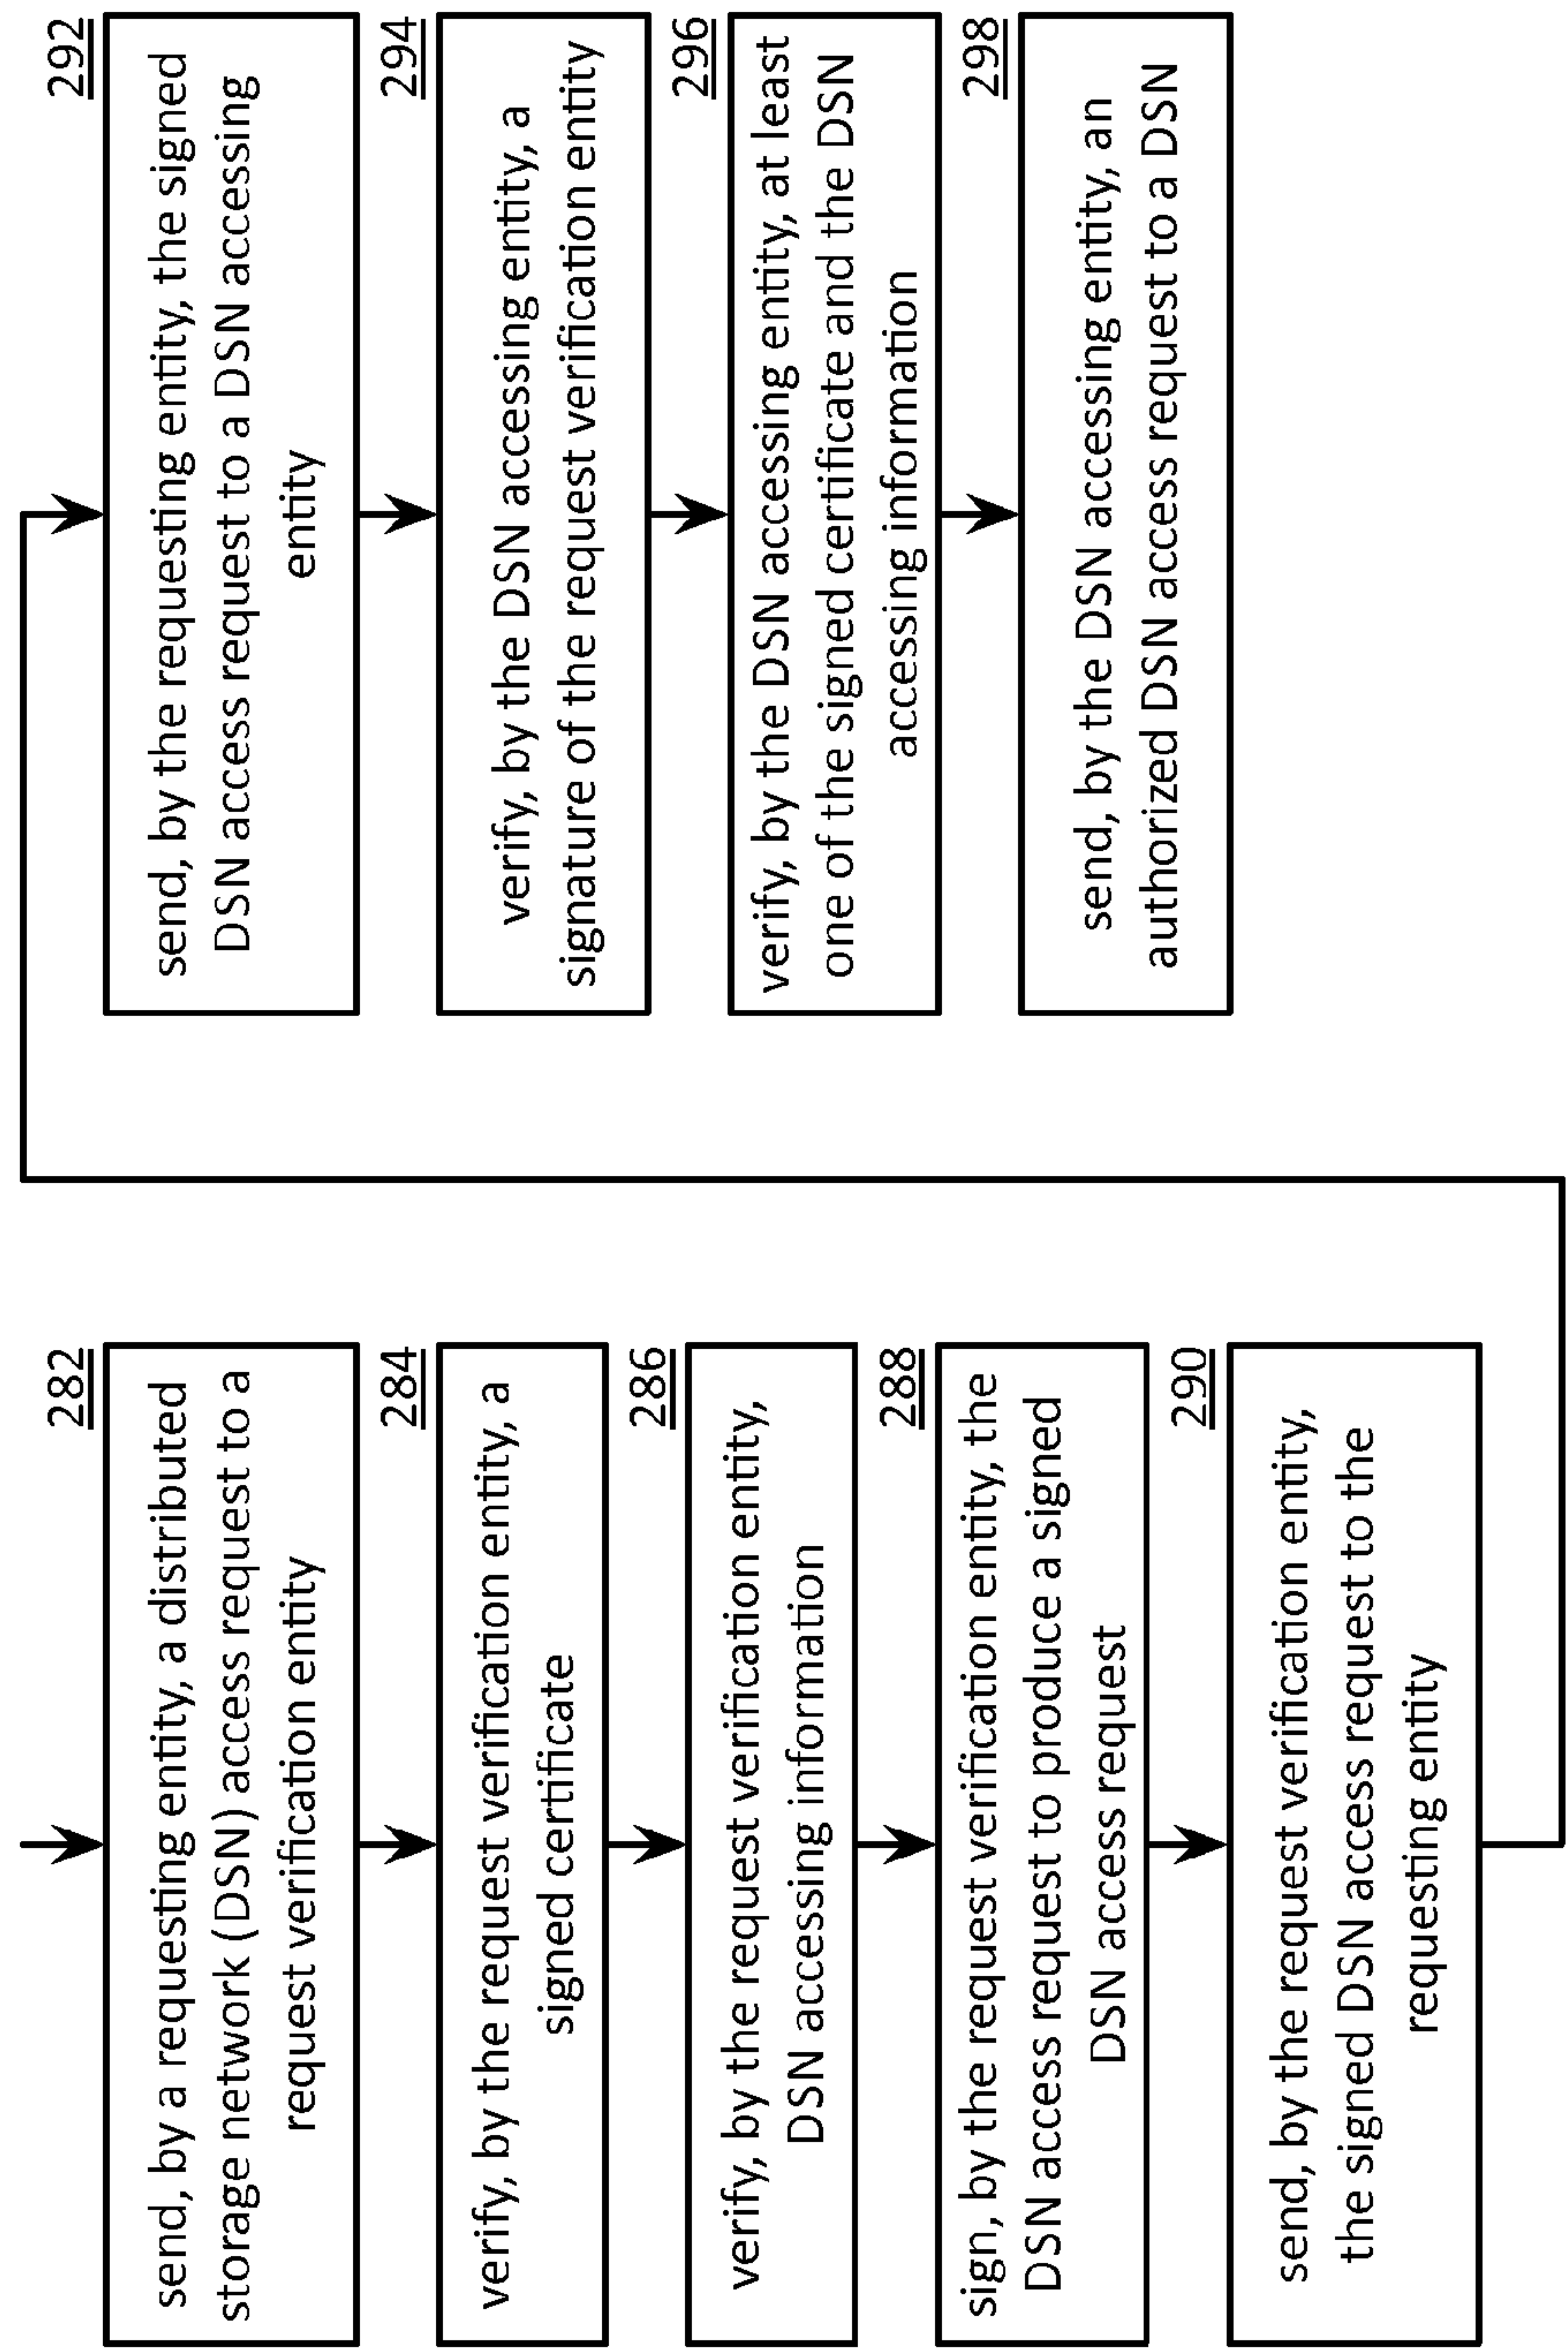 282
send, by a requesting entity, a distributed
storage network (DSN) access request to a
request verification entity
284
verify, by the request verification entity, a
signed certificate
286
verify, by the request verification entity,
DSN accessing information
288
sign, by the request verification entity, the
DSN access request to produce a signed
DSN access request
290
send, by the request verification entity,
the signed DSN access request to the
requesting entity
292
send, by the requesting entity, the signed
DSN access request to a DSN accessing
entity
294
verify, by the DSN accessing entity, a
signature of the request verification entity
296
verify, by the DSN accessing entity, at least
one of the signed certificate and the DSN
accessing information
298
send, by the DSN accessing entity, an
authorized DSN access request to a DSN